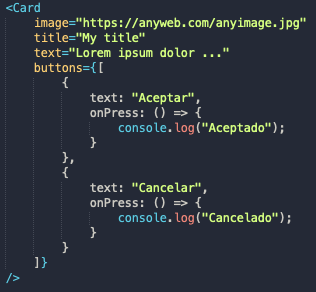 <Card
    image="https://anyweb.com/anyimage.jpg"
    title="My title"
    text="Lorem ipsum dolor ..."
    buttons={[
        {
            text: "Aceptar",
            onPress: () => {
                console.log("Aceptado");
            }
        },
        {
            text: "Cancelar",
            onPress: () => {
                console.log("Cancelado");
            }
        }
    ]}
/>